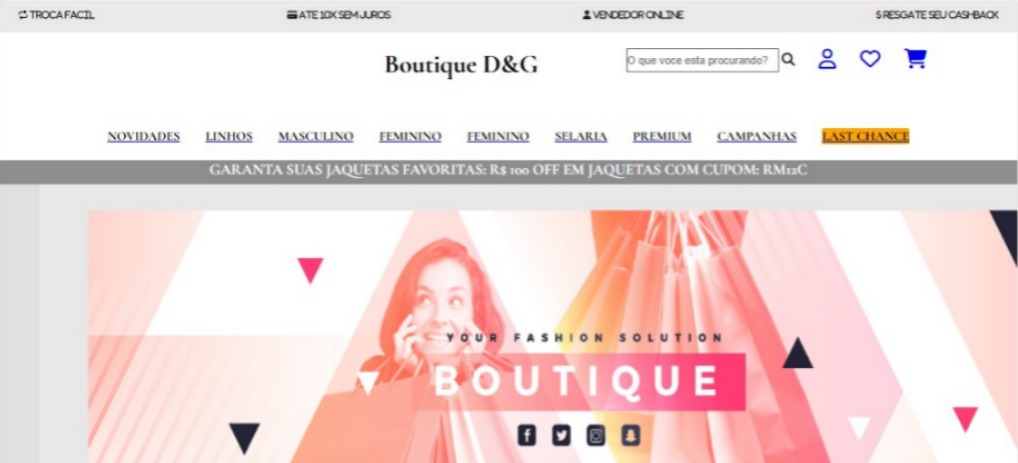 TROCA FACIL
ATE 10X SEM JUROS
VENDEDOR ONLINE
$ RESGATE SEU CASHBACK
Boutique D&G
O que voce esta procurando?
NOVIDADES LINHOS MASCULINO FEMININO FEMININO SELARIA PREMIUM CAMPANHAS LAST CHANCE
GARANTA SUAS JAQUETAS FAVORITAS: R$ 100 OFF EM JAQUETAS COM CUPOM: RM12C
YOUR FASHION SOLUTION
BOUTIQUE